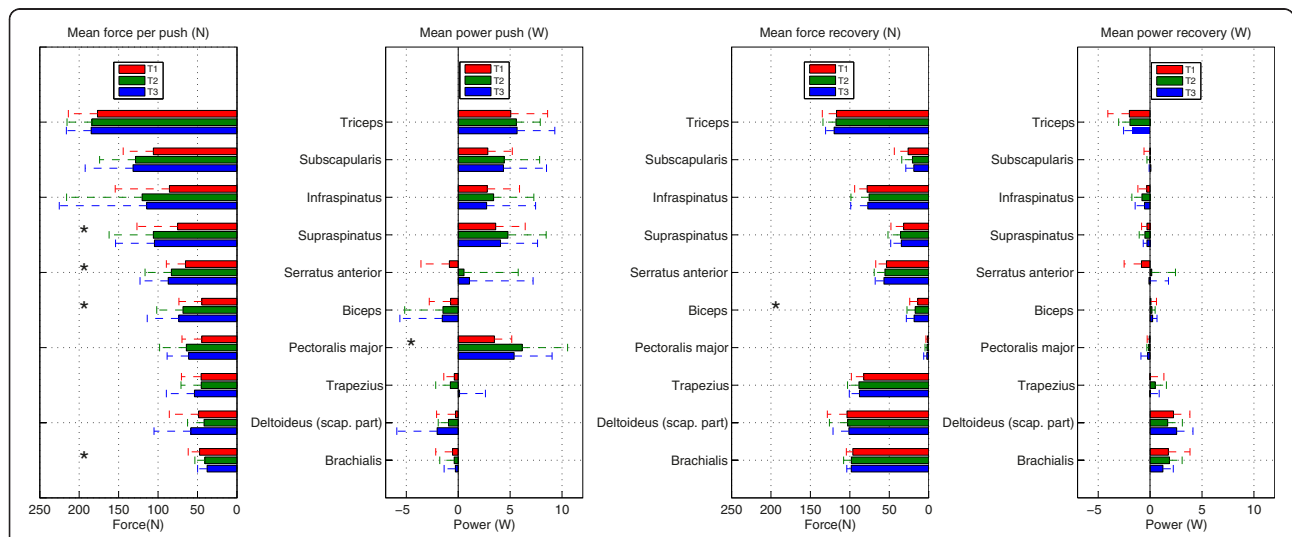 Mean force per push (N)
T1
T2
T3
*
*
*
*
250 200 150 100 50 0
Force(N)
Mean power push (W)
T1
T2
T3
Triceps
Subscapularis
Infraspinatus
Supraspinatus
Serratus anterior
Biceps
Pectoralis major
*
Trapezius
Deltoideus (scap. part)
Brachialis
−5 0 5 10
Power (W)
Mean force recovery (N)
T1
T2
T3
Triceps
Subscapularis
Infraspinatus
Supraspinatus
Serratus anterior
Biceps
*
Pectoralis major
Trapezius
Deltoideus (scap. part)
Brachialis
250 200 150 100 50 0
Force(N)
Mean power recovery (W)
T1
T2
T3
Triceps
Subscapularis
Infraspinatus
Supraspinatus
Serratus anterior
Biceps
Pectoralis major
Trapezius
Deltoideus (scap. part)
Brachialis
−5 0 5 10
Power (W)